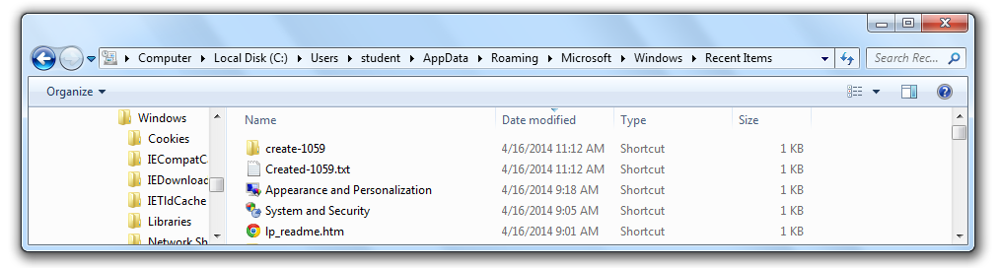 Computer Local Disk (C:) Users student AppData Roaming Microsoft Windows Recent Items Search Rec...
Organize
Windows
Cookies
IECompatCa
IEDownload
IETldCache
Libraries
Network Sh
Name Date modified Type Size
create-1059 4/16/2014 11:12 AM Shortcut 1 KB
Created-1059.txt 4/16/2014 11:12 AM Shortcut 1 KB
Appearance and Personalization 4/16/2014 9:18 AM Shortcut 1 KB
System and Security 4/16/2014 9:05 AM Shortcut 1 KB
lp_readme.htm 4/16/2014 9:01 AM Shortcut 1 KB